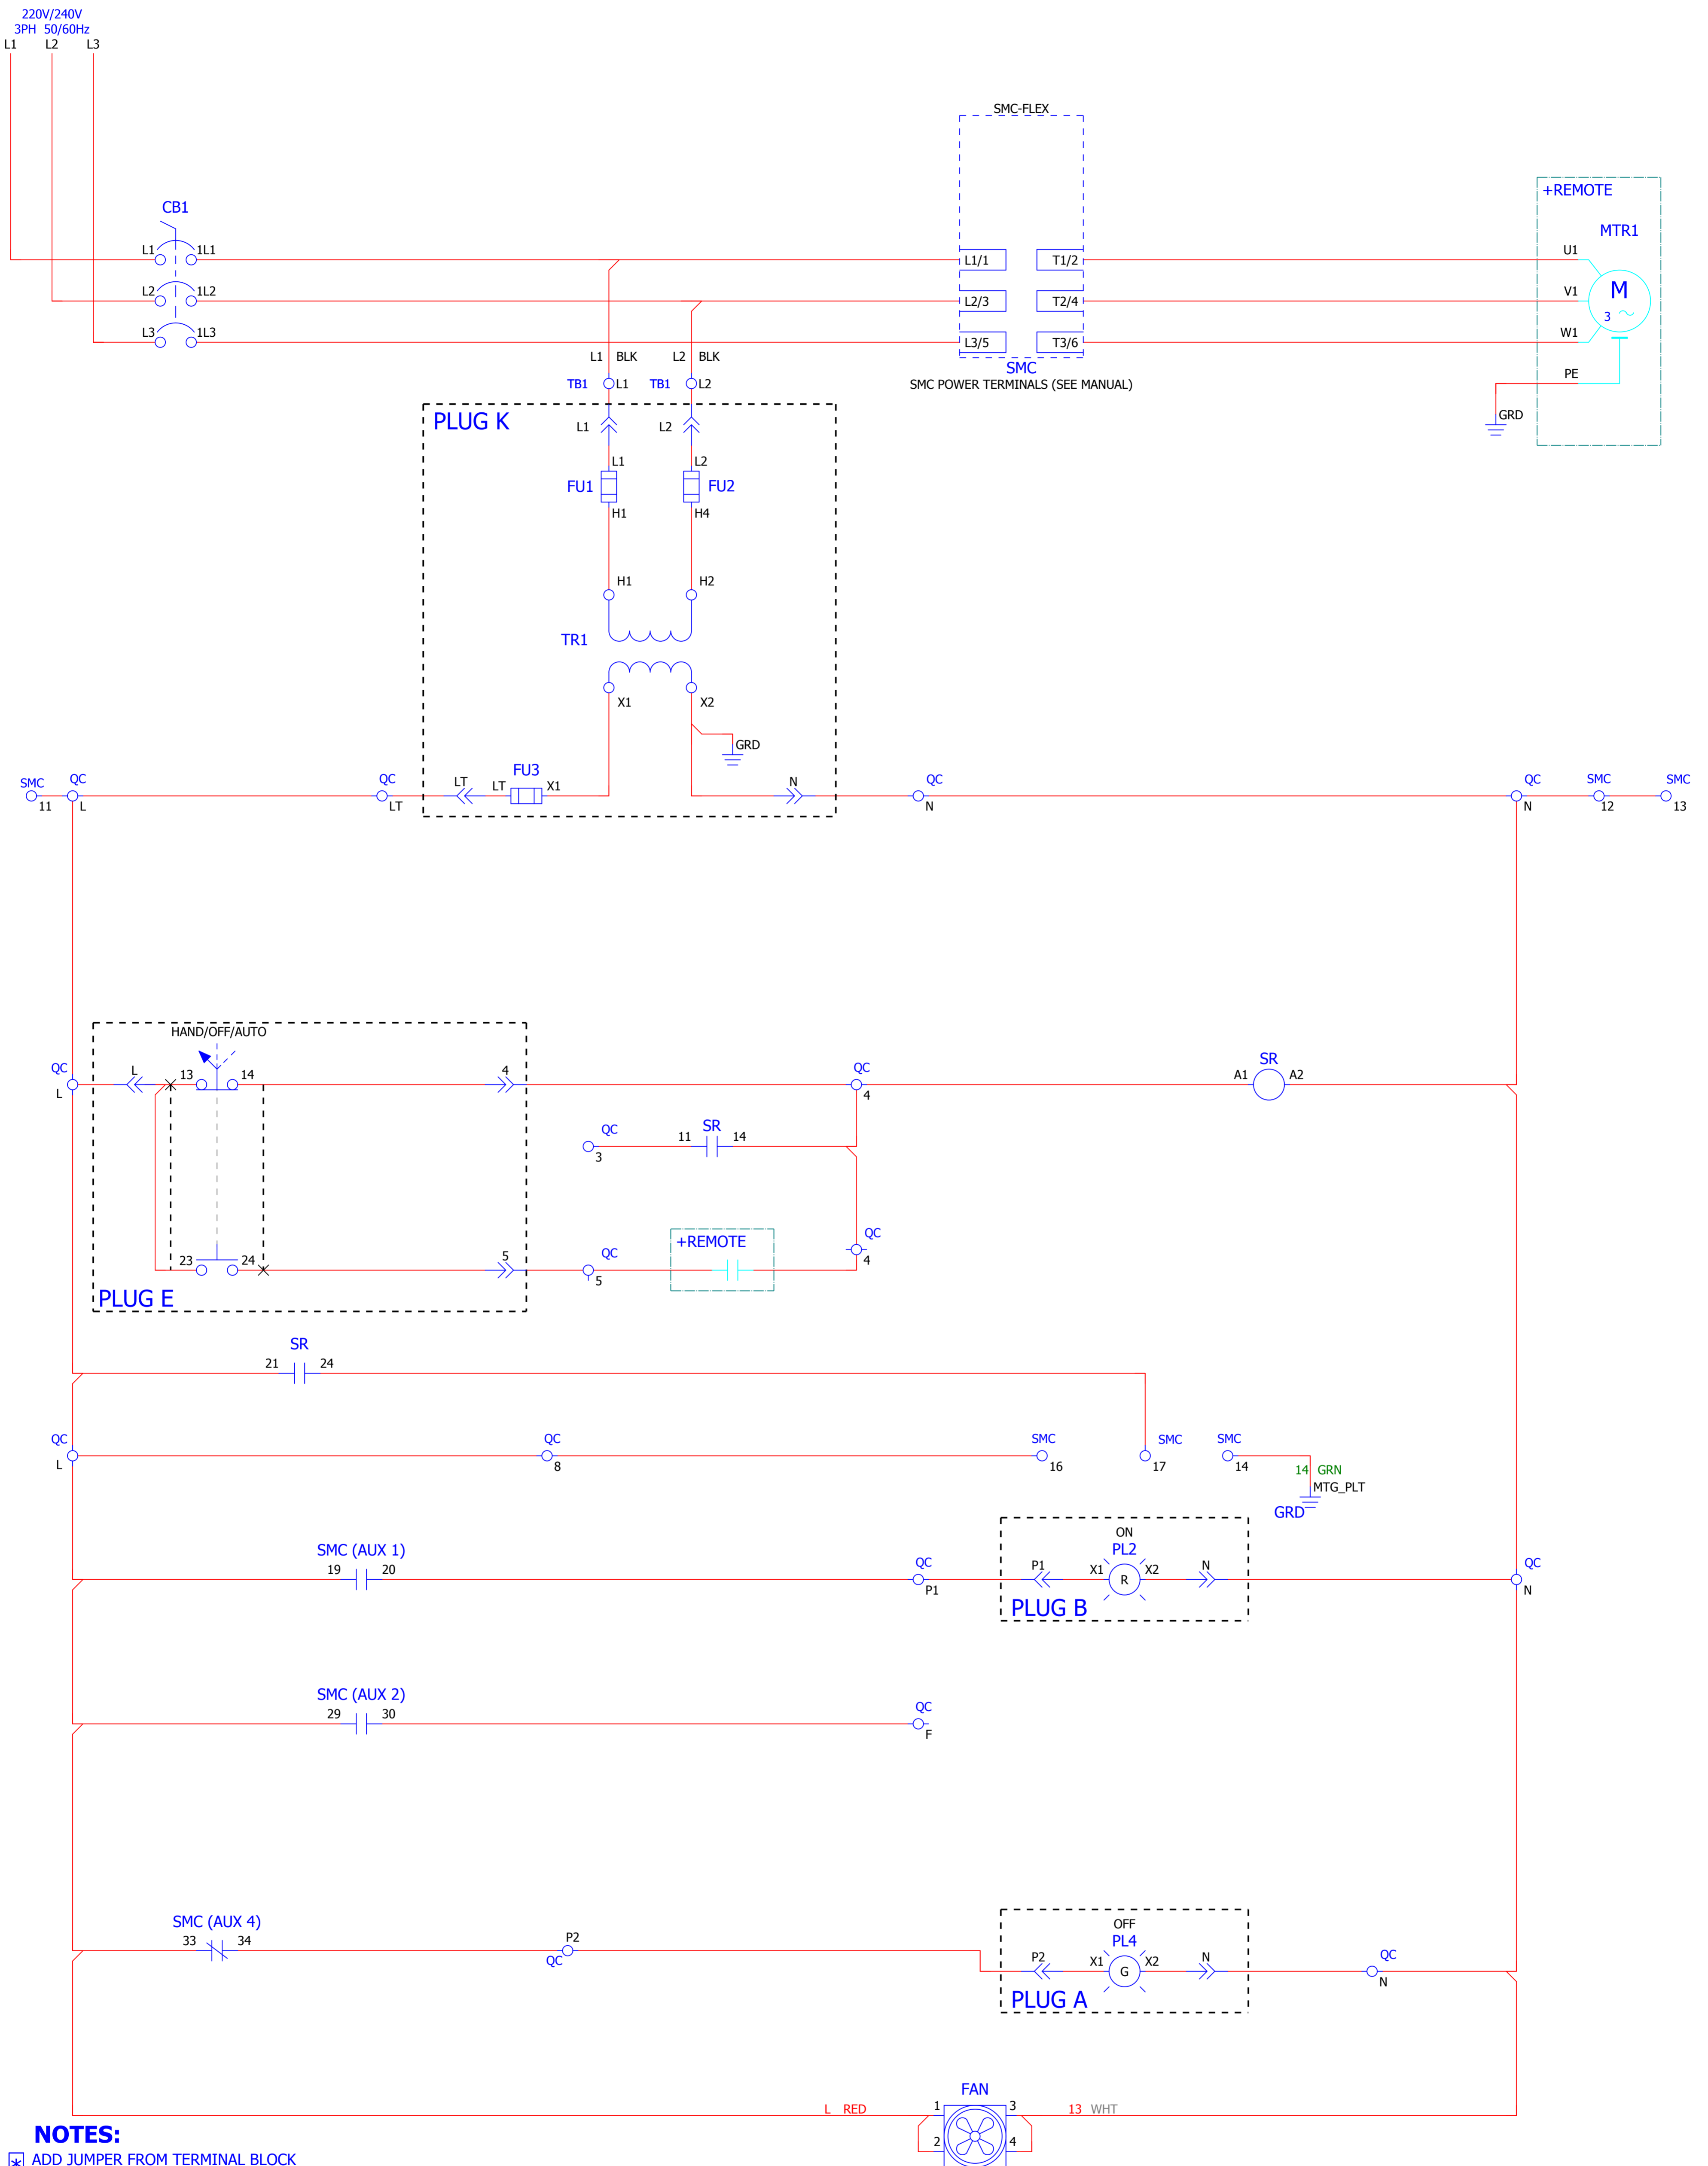 220V/240V
3PH 50/60Hz
L1 L2 L3
SMC-FLEX
+REMOTE
CB1
MTR1
L1 1L1
L1/1 T1/2
U1
L2 1L2
L2/3 T2/4
V1
M
3
L3 1L3
L3/5 T3/6
W1
L1 BLK L2 BLK
SMC
PE
TB1 L1 TB1 L2
SMC POWER TERMINALS (SEE MANUAL)
PLUG K
L1 L2
GRD
L1 L2
FU1 FU2
H1 H4
H1 H2
TR1
X1 X2
GRD
SMC QC QC LT LT FU3 X1 N QC QC SMC SMC
11 L LT N N 12 13
HAND/OFF/AUTO
QC L 13 14 4 QC A1 SR A2
L 4
QC 11 SR 14
3
+REMOTE
QC
23 24 5 QC
4
5
PLUG E
SR
21 24
QC QC SMC SMC SMC
L 8 16 17 14
14 GRN
MTG_PLT
GRD
ON
SMC (AUX 1)
PL2
19 20 QC P1 X1 R X2 N QC
P1 N
PLUG B
SMC (AUX 2)
29 30 QC
F
OFF
SMC (AUX 4)
PL4
33 34 P2 P2 X1 G X2 N QC
QC N
PLUG A
FAN
L RED 1 3 13 WHT
2 4
NOTES:
* ADD JUMPER FROM TERMINAL BLOCK